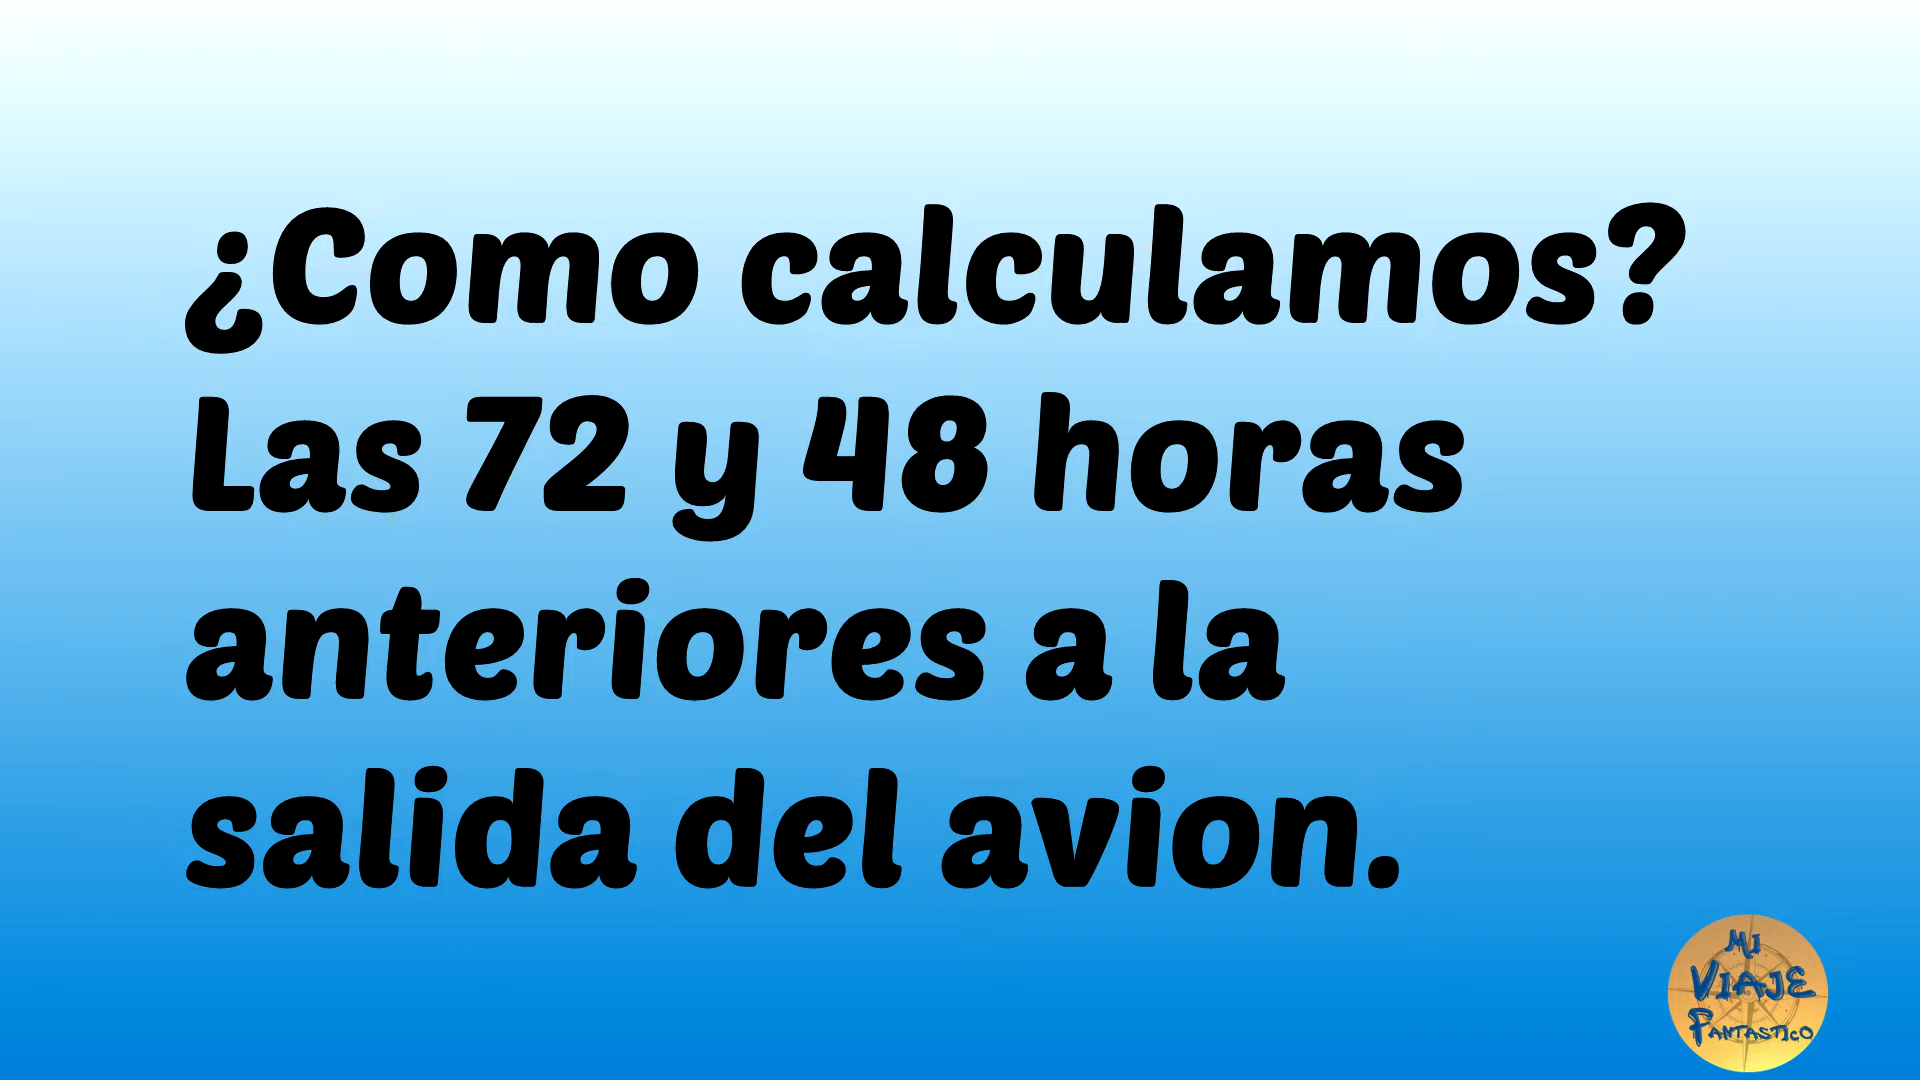 ¿Como calculamos?
Las 72 y 48 horas
anteriores a la
salida del avion.
MI
VIAJE
FANTASTICO